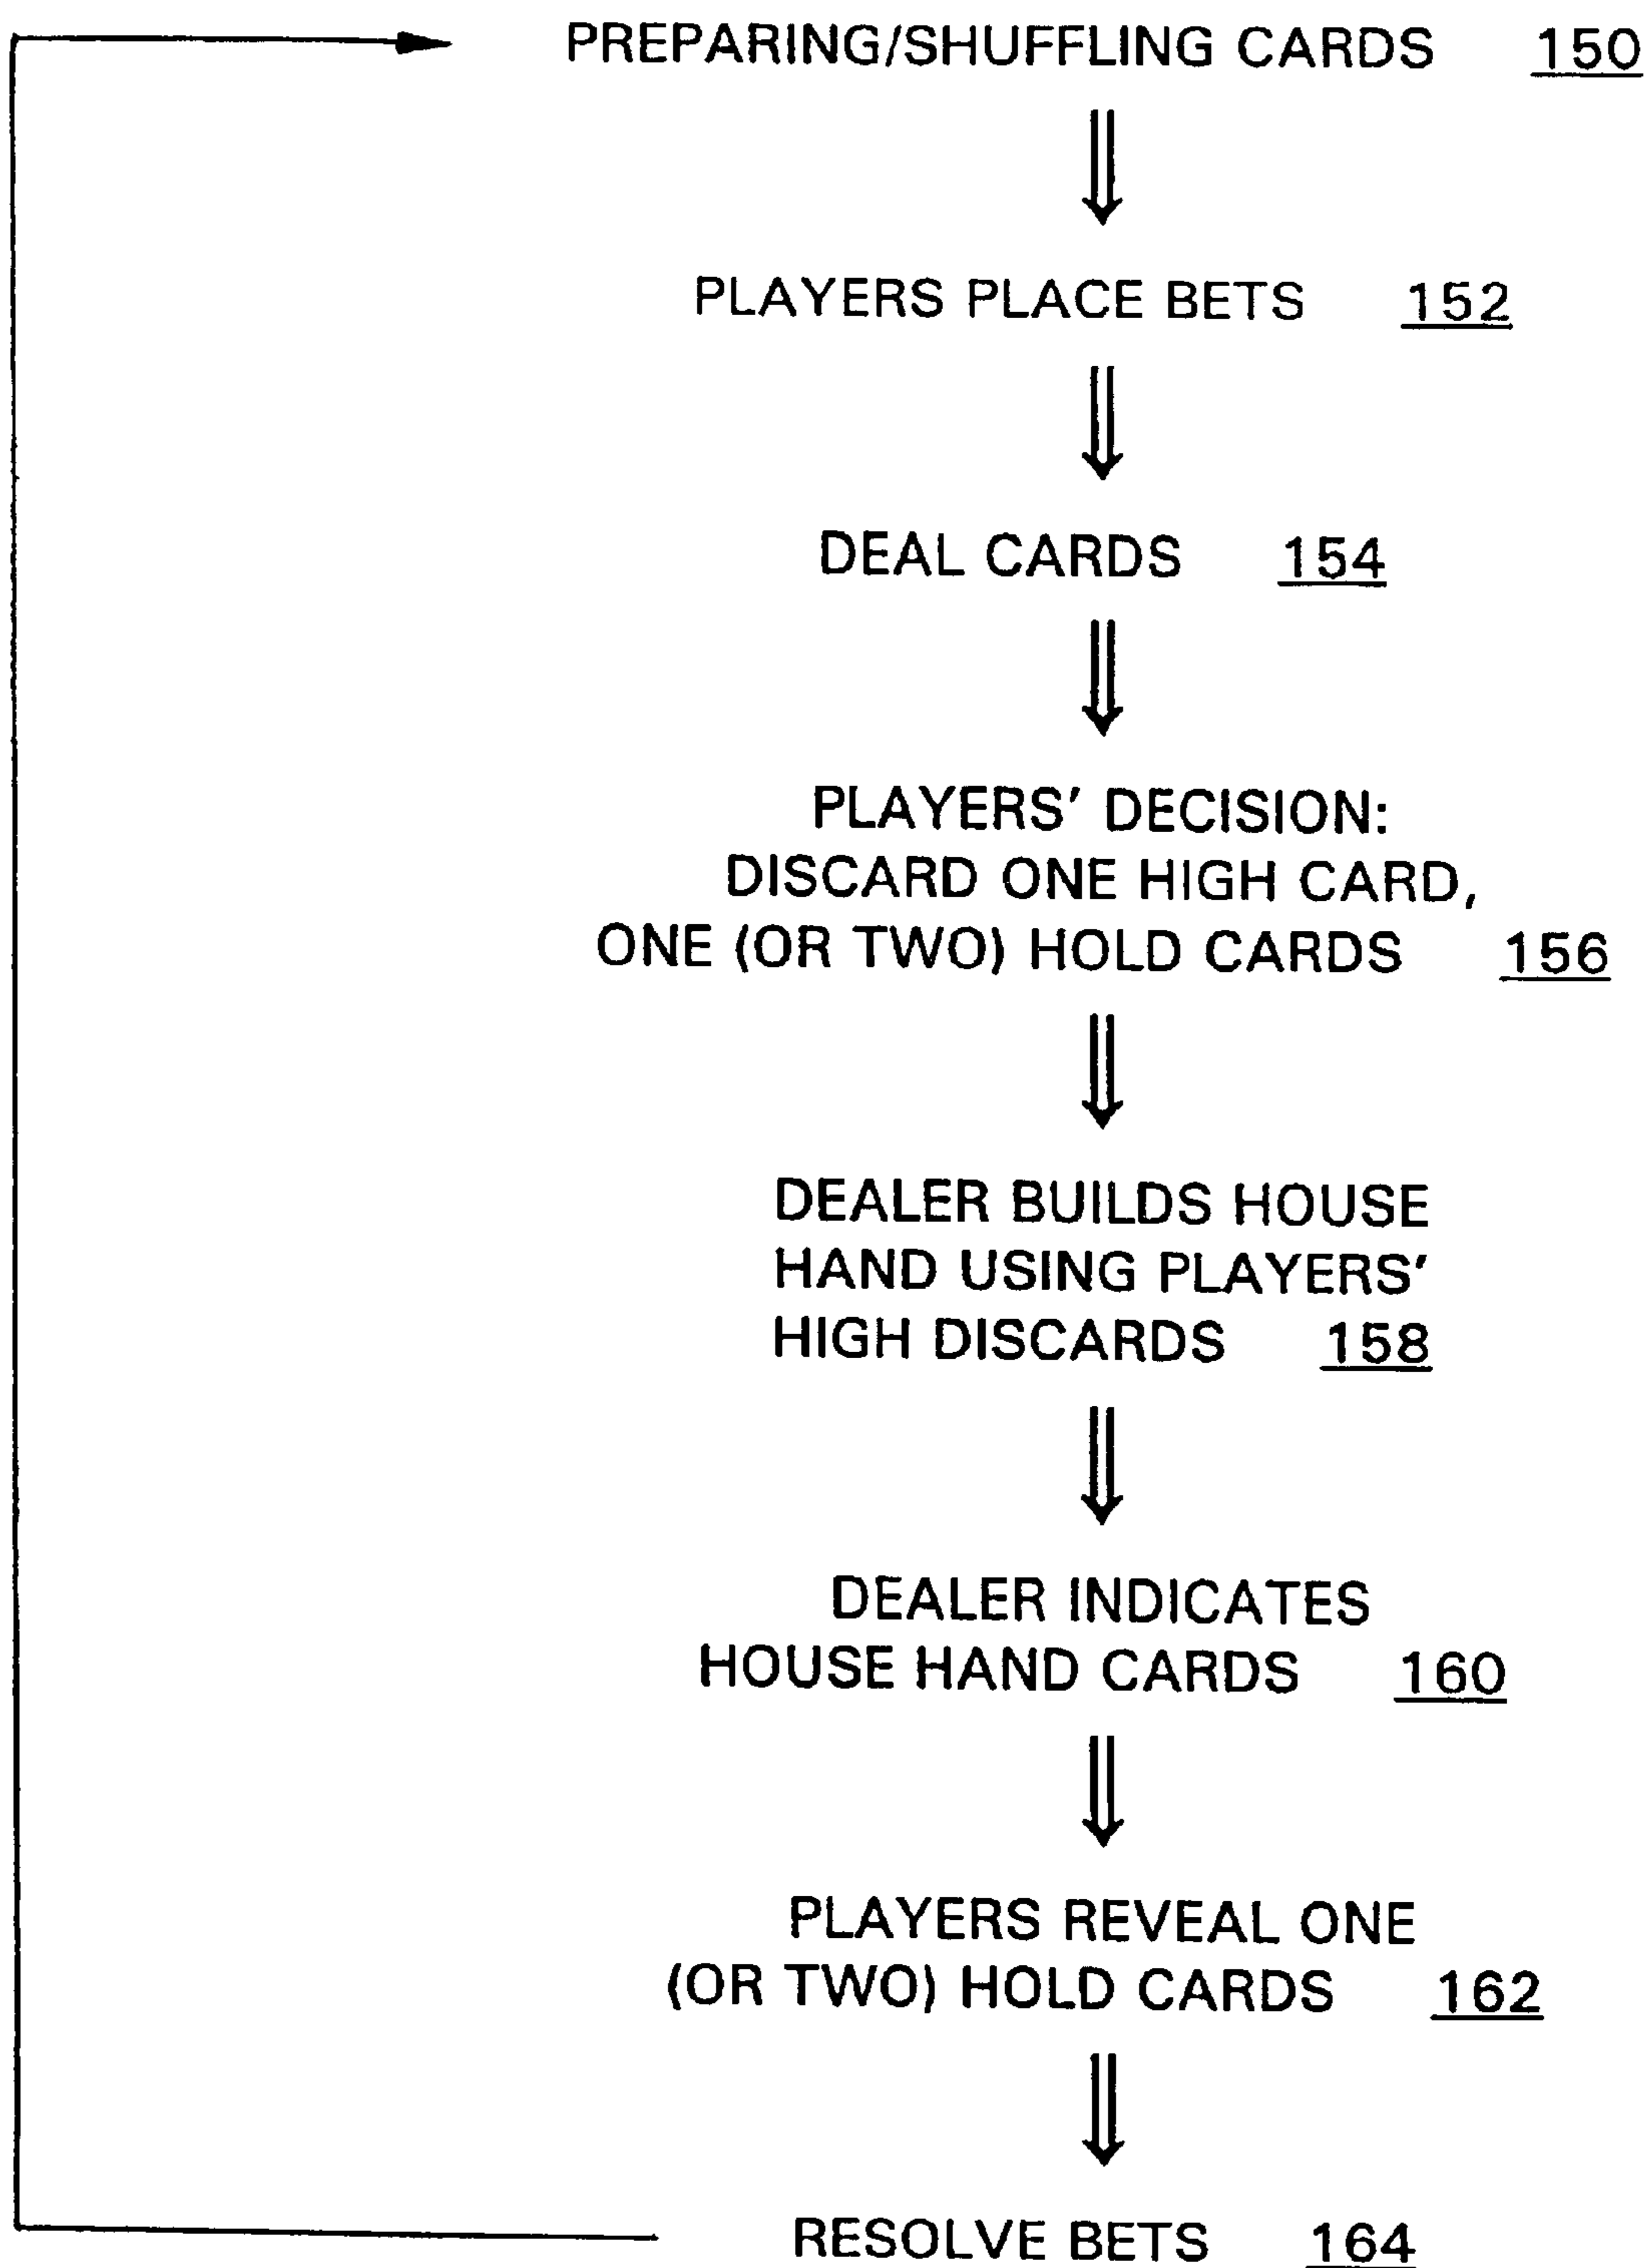 PREPARING/SHUFFLING CARDS 150
PLAYERS PLACE BETS 152
DEAL CARDS 154
PLAYERS' DECISION:
DISCARD ONE HIGH CARD,
ONE (OR TWO) HOLD CARDS 156
DEALER BUILDS HOUSE
HAND USING PLAYERS'
HIGH DISCARDS 158
DEALER INDICATES
HOUSE HAND CARDS 160
PLAYERS REVEAL ONE
(OR TWO) HOLD CARDS 162
RESOLVE BETS 164